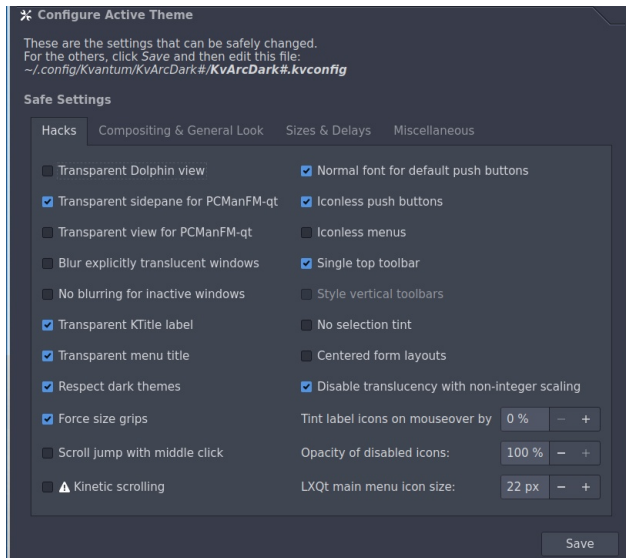 Configure Active Theme
These are the settings that can be safely changed.
For the others, click Save and then edit this file:
~/.config/Kvantum/KvArcDark#/KvArcDark#.kvconfig
Safe Settings
Hacks Compositing & General Look Sizes & Delays Miscellaneous
Transparent Dolphin view Normal font for default push buttons
Transparent sidepane for PCManFM-qt Iconless push buttons
Transparent view for PCManFM-qt Iconless menus
Blur explicitly translucent windows Single top toolbar
No blurring for inactive windows Style vertical toolbars
Transparent KTitle label No selection tint
Transparent menu title Centered form layouts
Respect dark themes Disable translucency with non-integer scaling
Force size grips Tint label icons on mouseover by 0 % − +
Scroll jump with middle click Opacity of disabled icons: 100 % − +
Kinetic scrolling LXQt main menu icon size: 22 px − +
Save